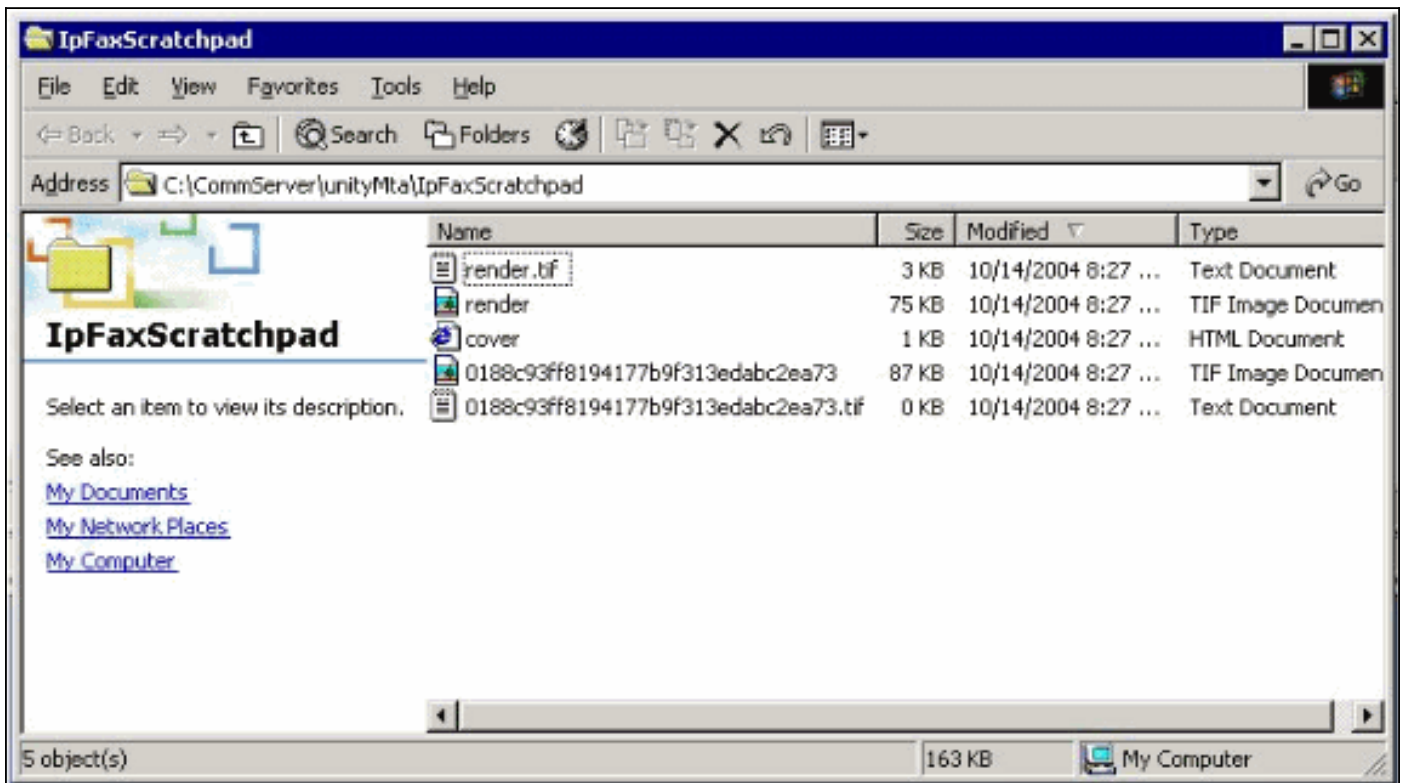 IpFaxScratchpad
File Edit View Favorites Tools Help
Back Search Folders
Address C:\CommServer\unityMta\IpFaxScratchpad Go
Name Size Modified Type
render.tif 3 KB 10/14/2004 8:27 ... Text Document
render 75 KB 10/14/2004 8:27 ... TIF Image Documen
cover 1 KB 10/14/2004 8:27 ... HTML Document
0188c93ff8194177b9f313edabc2ea73 87 KB 10/14/2004 8:27 ... TIF Image Documen
0188c93ff8194177b9f313edabc2ea73.tif 0 KB 10/14/2004 8:27 ... Text Document
IpFaxScratchpad
Select an item to view its description.
See also:
My Documents
My Network Places
My Computer
5 object(s) 163 KB My Computer